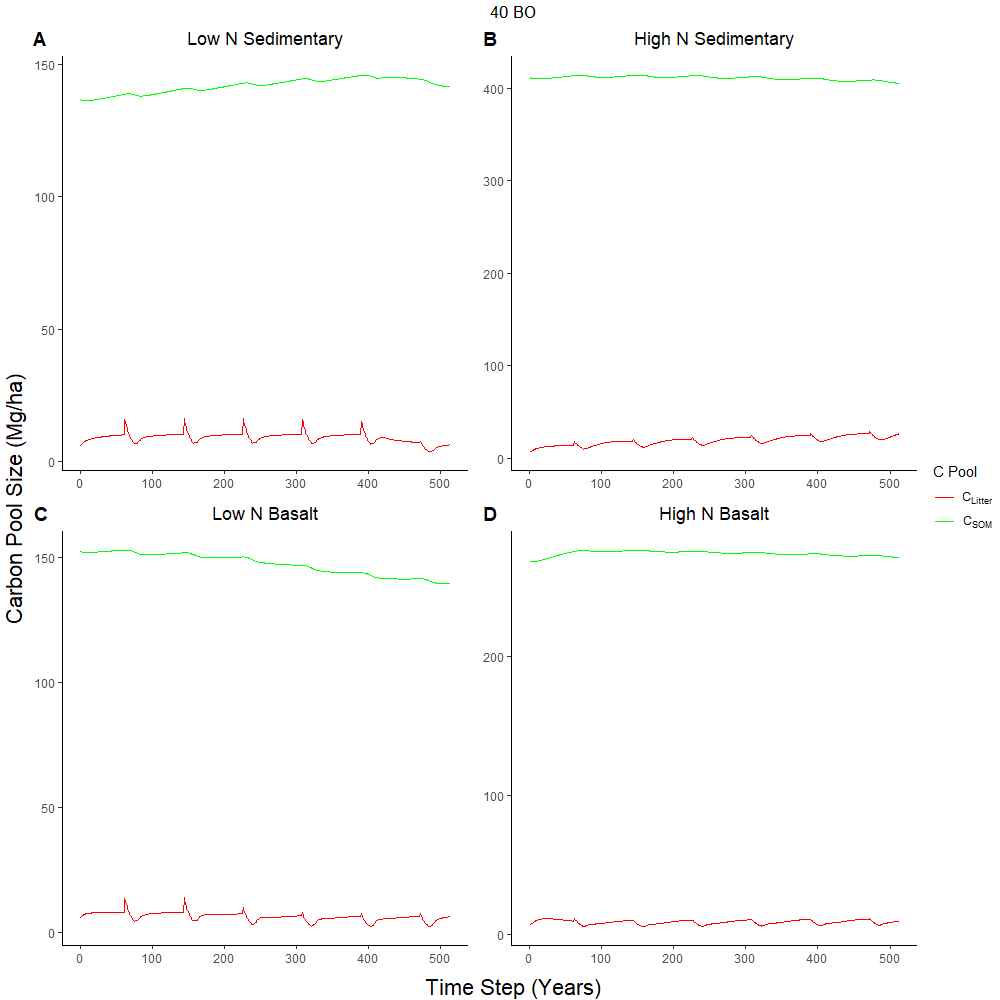 40 BO
A Low N Sedimentary
B High N Sedimentary
150
100
50
0
0 100 200 300 400 500
400
300
200
100
0
0 100 200 300 400 500
C Low N Basalt
D High N Basalt
150
100
50
0
0 100 200 300 400 500
200
100
0
0 100 200 300 400 500
Carbon Pool Size (Mg/ha)
Time Step (Years)
C Pool
C_Litter
C_SOM